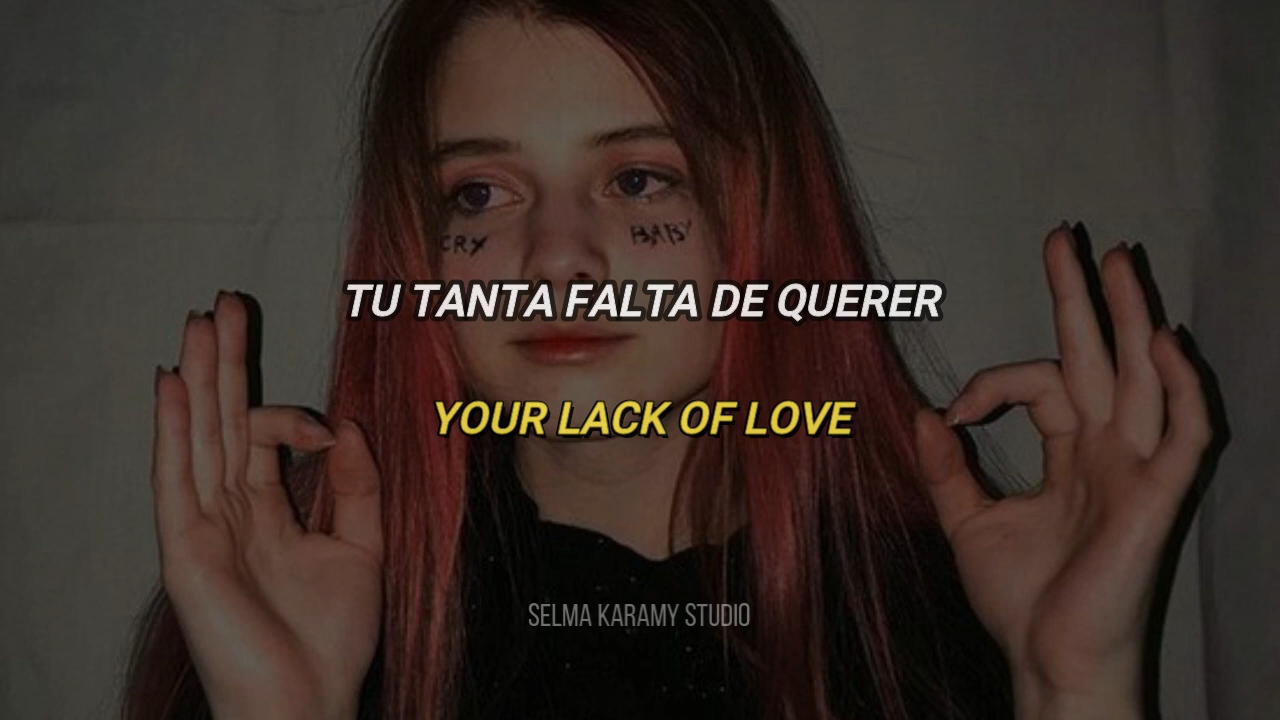 CRY BABY
TU TANTA FALTA DE QUERER
YOUR LACK OF LOVE
SELMA KARAMY STUDIO